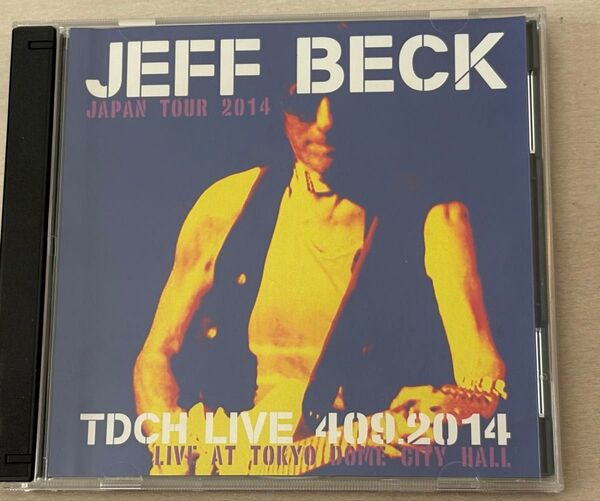 JEFF BECK
JAPAN TOUR 2014
TDCH LIVE 409.2014
LIVE AT TOKYO DOME CITY HALL